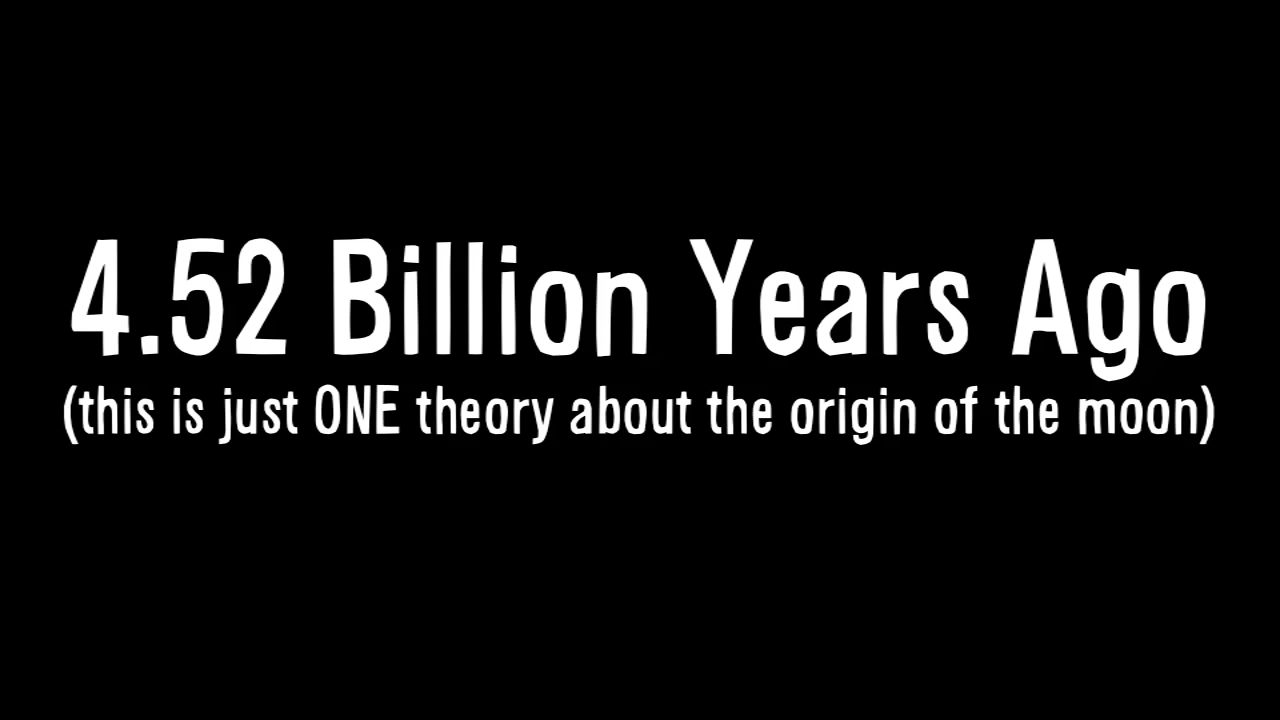 4.52 Billion Years Ago
(this is just ONE theory about the origin of the moon)